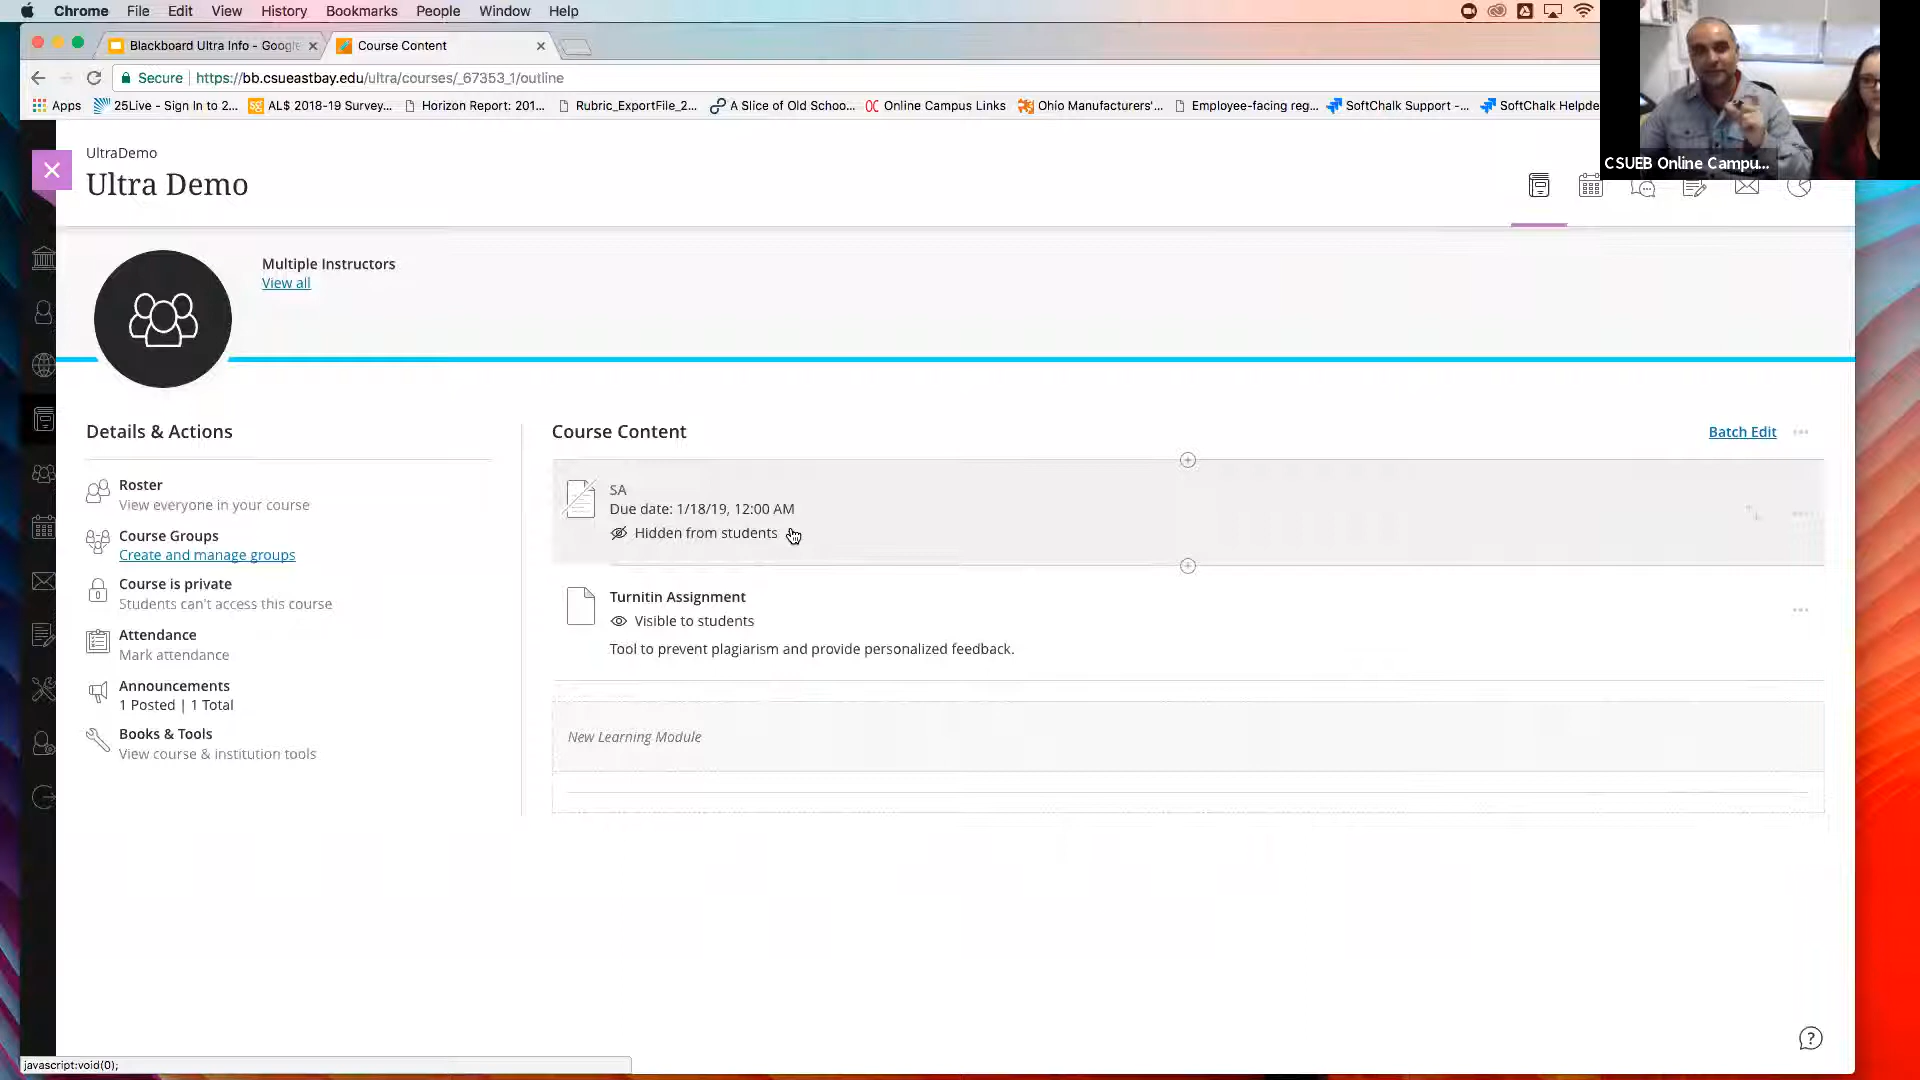 Chrome File Edit View History Bookmarks People Window Help
Blackboard Ultra Info - Google
Course Content
Secure https://bb.csueastbay.edu/ultra/courses/_67353_1/outline
Apps 25Live - Sign In to 2... AL$ 2018-19 Survey... Horizon Report: 201... Rubric_ExportFile_2... A Slice of Old Schoo... Online Campus Links Ohio Manufacturers'... Employee-facing reg... SoftChalk Support -... SoftChalk Helpde
CSUEB Online Campu...
UltraDemo
Ultra Demo
Multiple Instructors
View all
Details & Actions
Roster
View everyone in your course
Course Groups
Create and manage groups
Course is private
Students can't access this course
Attendance
Mark attendance
Announcements
1 Posted | 1 Total
Books & Tools
View course & institution tools
Course Content
Batch Edit
SA
Due date: 1/18/19, 12:00 AM
Hidden from students
Turnitin Assignment
Visible to students
Tool to prevent plagiarism and provide personalized feedback.
New Learning Module
javascript:void(0);